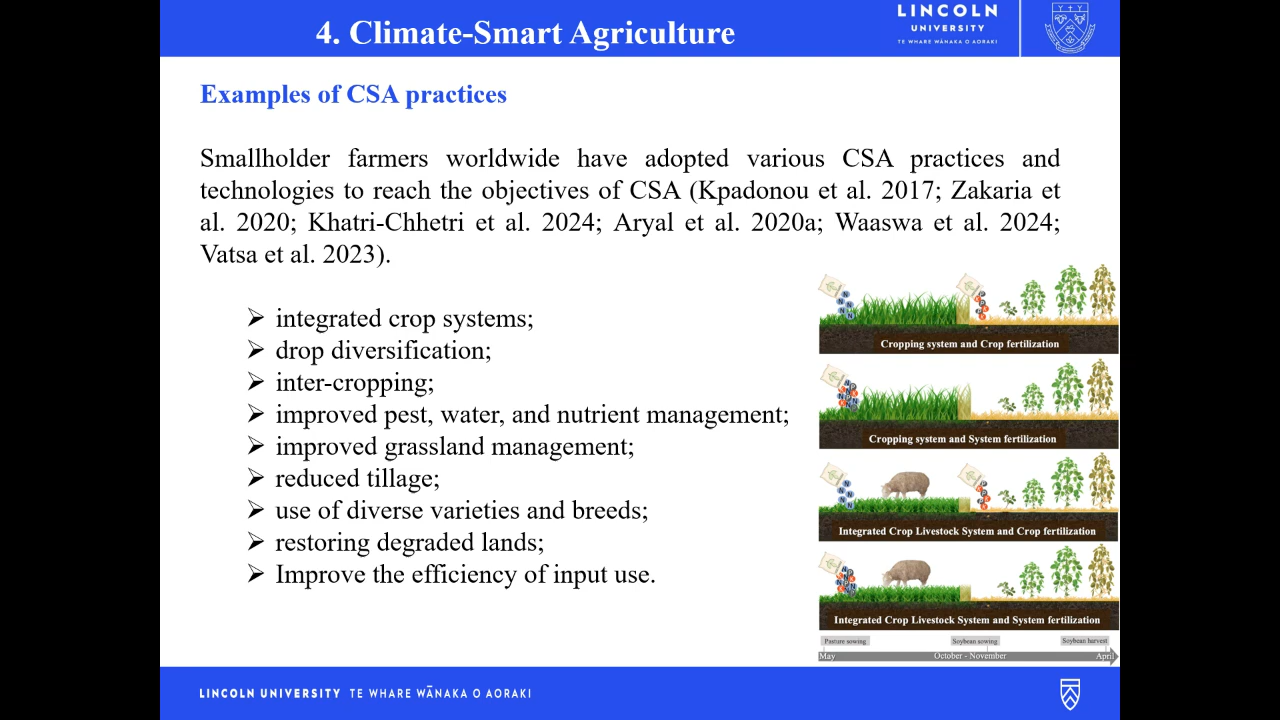 4. Climate-Smart Agriculture
LINCOLN
UNIVERSITY
TE WHARE WĀNAKA O AORAKI
Examples of CSA practices
Smallholder farmers worldwide have adopted various CSA practices and
technologies to reach the objectives of CSA (Kpadonou et al. 2017; Zakaria et
al. 2020; Khatri-Chhetri et al. 2024; Aryal et al. 2020a; Waaswa et al. 2024;
Vatsa et al. 2023).
➢ integrated crop systems;
➢ drop diversification;
➢ inter-cropping;
➢ improved pest, water, and nutrient management;
➢ improved grassland management;
➢ reduced tillage;
➢ use of diverse varieties and breeds;
➢ restoring degraded lands;
➢ Improve the efficiency of input use.
Cropping system and Crop fertilization
Cropping system and System fertilization
Integrated Crop Livestock System and Crop fertilization
Integrated Crop Livestock System and System fertilization
Pasture sowing Soybean sowing Soybean harvest
May October - November April
LINCOLN UNIVERSITY TE WHARE WĀNAKA O AORAKI